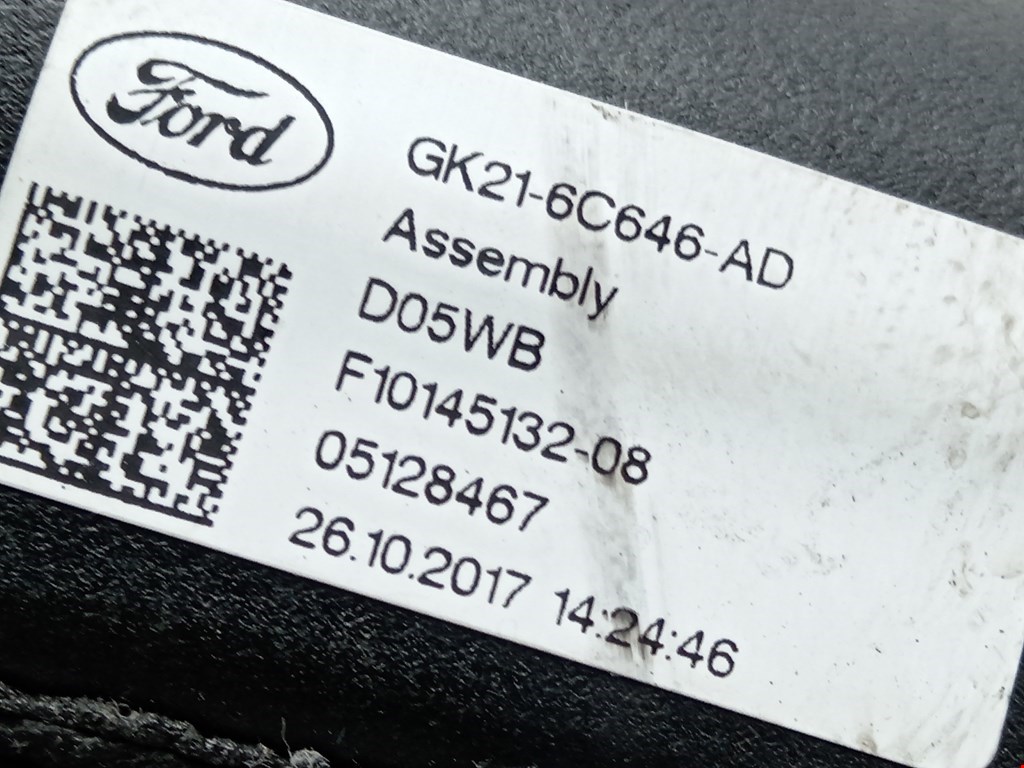 Ford
GK21-6C646-AD
Assembly
D05WB
F10145132-08
05128467
26.10.2017 14:24:46